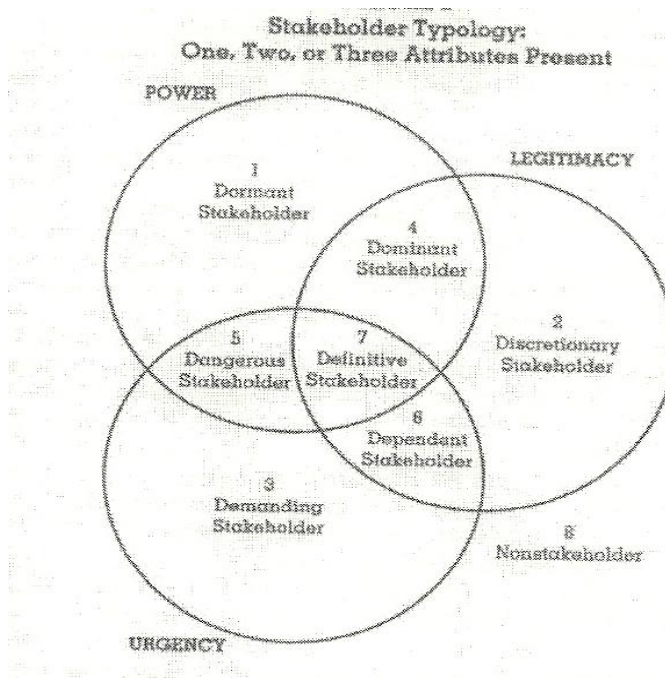 Stakeholder Typology:
One, Two, or Three Attributes Present
POWER
LEGITIMACY
1
Dormant
Stakeholder
4
Dominant
Stakeholder
5
Dangerous
Stakeholder
7
Definitive
Stakeholder
2
Discretionary
Stakeholder
6
Dependent
Stakeholder
3
Demanding
Stakeholder
8
Nonstakeholder
URGENCY